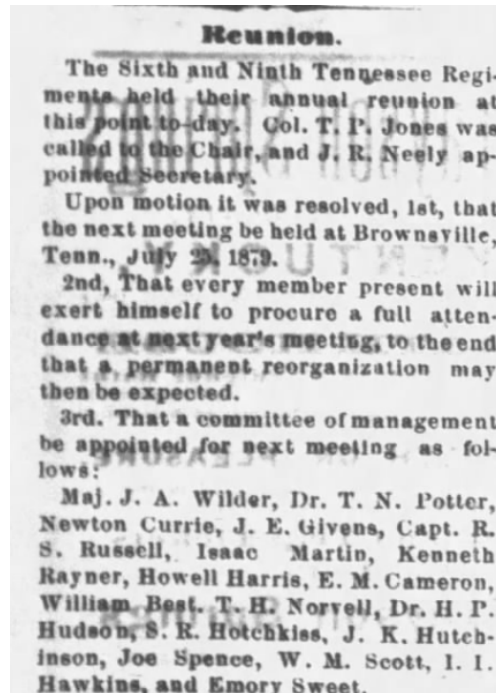 Reunion.
The Sixth and Ninth Tennessee Regi-
ments held their annual reunion at
this point to-day. Col. T. P. Jones was
called to the Chair, and J. R. Neely ap-
pointed Secretary.
Upon motion it was resolved, 1st, that
the next meeting be held at Brownsville,
Tenn., July 25, 1879.
2nd, That every member present will
exert himself to procure a full atten-
dance at next year's meeting, to the end
that a permanent reorganization may
then be expected.
3rd. That a committee of management
be appointed for next meeting as fol-
lows:
Maj. J. A. Wilder, Dr. T. N. Potter,
Newton Currie, J. E. Givens, Capt. R.
S. Russell, Isaac Martin, Kenneth
Rayner, Howell Harris, E. M. Cameron,
William Best. T. H. Norvell, Dr. H. P.
Hudson, S. R. Hotchkiss, J. K. Hutch-
inson, Joe Spence, W. M. Scott, I. I.
Hawkins, and Emory Sweet.